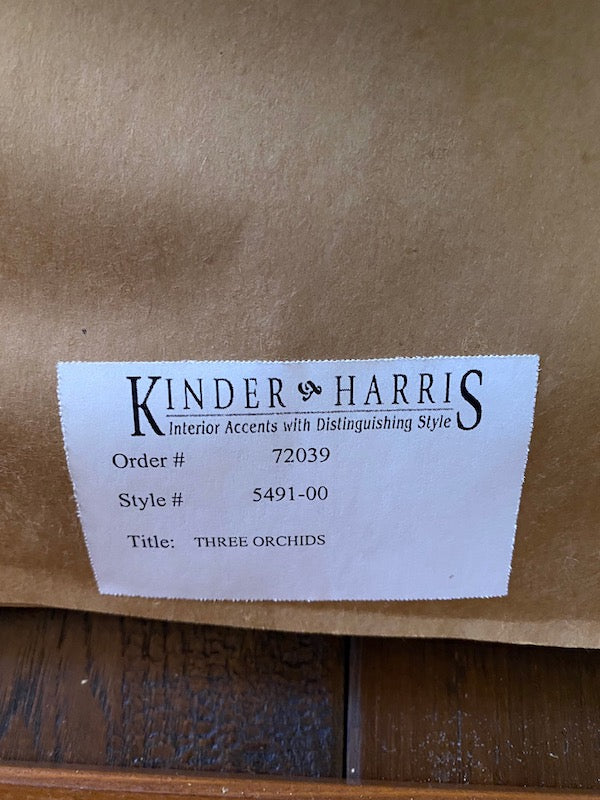 KINDER & HARRIS
Interior Accents with Distinguishing Style
Order # 72039
Style # 5491-00
Title: THREE ORCHIDS